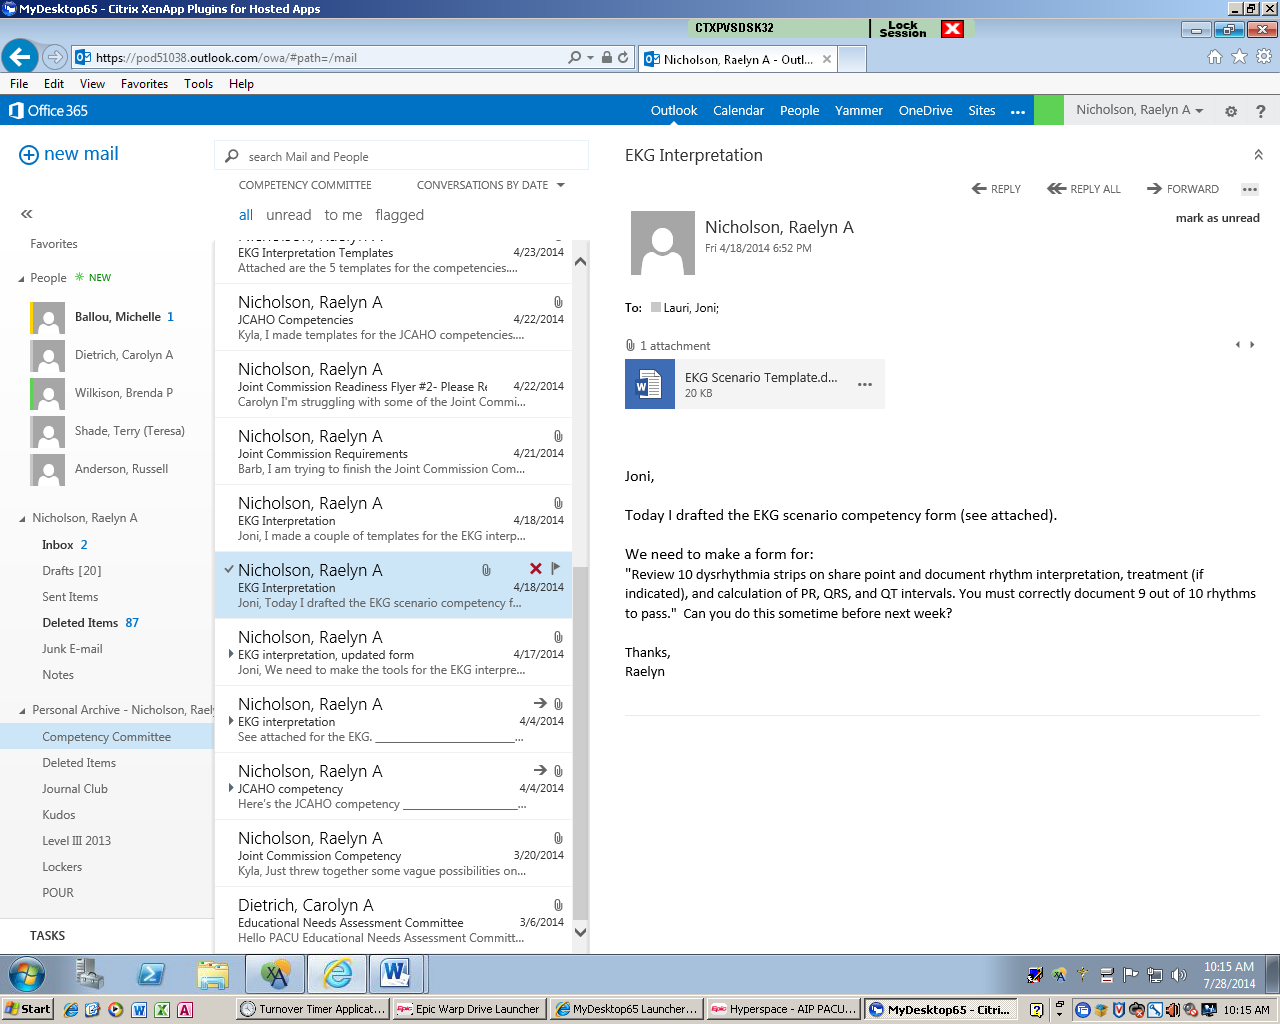 MyDesktop65 - Citrix XenApp Plugins for Hosted Apps
CTXPVSDSK32
Lock Session
https://pod51038.outlook.com/owa/#path=/mail
Nicholson, Raelyn A - Outl...
File Edit View Favorites Tools Help
Office 365
Outlook Calendar People Yammer OneDrive Sites ...
Nicholson, Raelyn A
?
new mail
search Mail and People
COMPETENCY COMMITTEE
CONVERSATIONS BY DATE
all unread to me flagged
Favorites
People NEW
Ballou, Michelle 1
Dietrich, Carolyn A
Wilkison, Brenda P
Shade, Terry (Teresa)
Anderson, Russell
Nicholson, Raelyn A
Inbox 2
Drafts [20]
Sent Items
Deleted Items 87
Junk E-mail
Notes
Personal Archive - Nicholson, Raely
Competency Committee
Deleted Items
Journal Club
Kudos
Level III 2013
Lockers
POUR
TASKS
EKG Interpretation Templates 4/23/2014
Attached are the 5 templates for the competencies....
Nicholson, Raelyn A
JCAHO Competencies 4/22/2014
Kyla, I made templates for the JCAHO competencies....
Nicholson, Raelyn A
Joint Commission Readiness Flyer #2- Please Re 4/22/2014
Carolyn I'm struggling with some of the Joint Commi...
Nicholson, Raelyn A
Joint Commission Requirements 4/21/2014
Barb, I am trying to finish the Joint Commission Com...
Nicholson, Raelyn A
EKG Interpretation 4/18/2014
Joni, I made a couple of templates for the EKG interp...
Nicholson, Raelyn A
EKG Interpretation 4/18/2014
Joni, Today I drafted the EKG scenario competency f...
Nicholson, Raelyn A
EKG interpretation, updated form 4/17/2014
Joni, We need to make the tools for the EKG interpre...
Nicholson, Raelyn A
EKG interpretation 4/4/2014
See attached for the EKG. ________________________...
Nicholson, Raelyn A
JCAHO competency 4/4/2014
Here's the JCAHO competency ___________________...
Nicholson, Raelyn A
Joint Commission Competency 3/20/2014
Kyla, Just threw together some vague possibilities on...
Dietrich, Carolyn A
Educational Needs Assessment Committee 3/6/2014
Hello PACU Educational Needs Assessment Committ...
EKG Interpretation
REPLY REPLY ALL FORWARD ...
mark as unread
Nicholson, Raelyn A
Fri 4/18/2014 6:52 PM
To: Lauri, Joni;
1 attachment
EKG Scenario Template.d...
20 KB
Joni,
Today I drafted the EKG scenario competency form (see attached).
We need to make a form for:
"Review 10 dysrhythmia strips on share point and document rhythm interpretation, treatment (if
indicated), and calculation of PR, QRS, and QT intervals. You must correctly document 9 out of 10 rhythms
to pass." Can you do this sometime before next week?
Thanks,
Raelyn
10:15 AM
7/28/2014
Start
Turnover Timer Applicat...
Epic Warp Drive Launcher
MyDesktop65 Launcher...
Hyperspace - AIP PACU...
MyDesktop65 - Citri...
10:15 AM